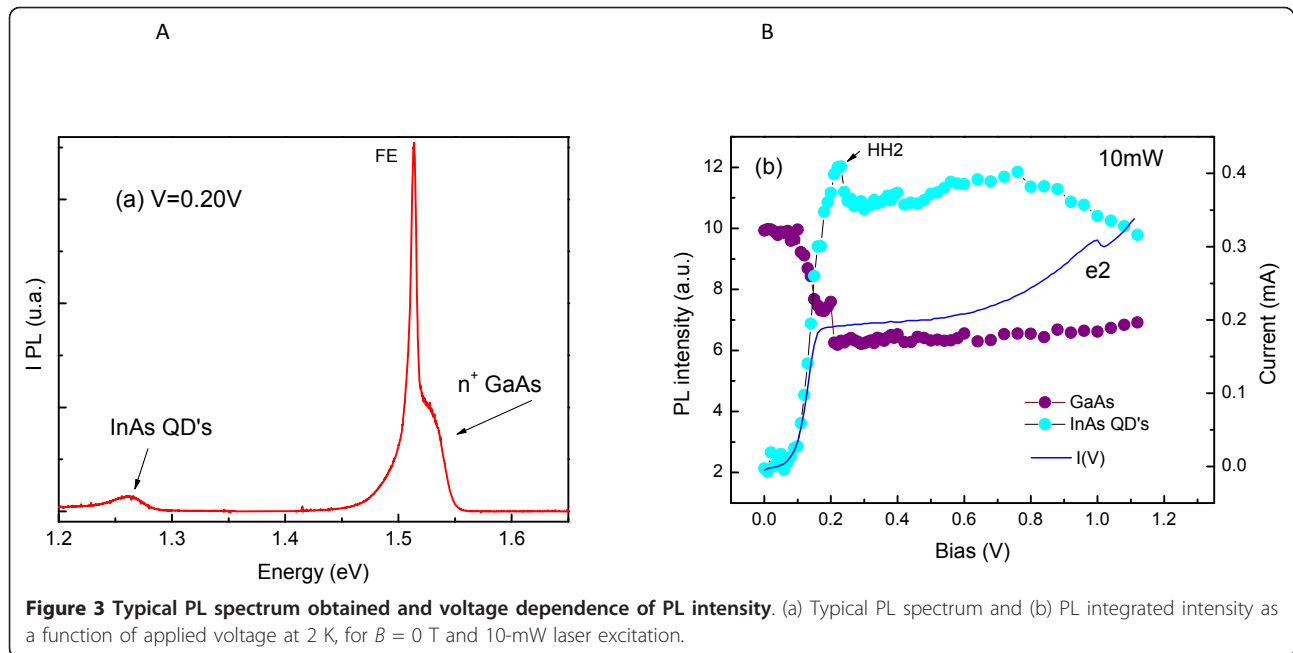 A
B
I PL (u.a.)
(a) V=0.20V
FE
n+ GaAs
InAs QD's
1.2 1.3 1.4 1.5 1.6
Energy (eV)
(b)
HH2
10mW
12
10
8
6
4
2
PL intensity (a.u.)
0.4
0.3
0.2
0.1
0.0
Current (mA)
e2
GaAs
InAs QD's
I(V)
0.0 0.2 0.4 0.6 0.8 1.0 1.2
Bias (V)
Figure 3 Typical PL spectrum obtained and voltage dependence of PL intensity. (a) Typical PL spectrum and (b) PL integrated intensity as
a function of applied voltage at 2 K, for B = 0 T and 10-mW laser excitation.